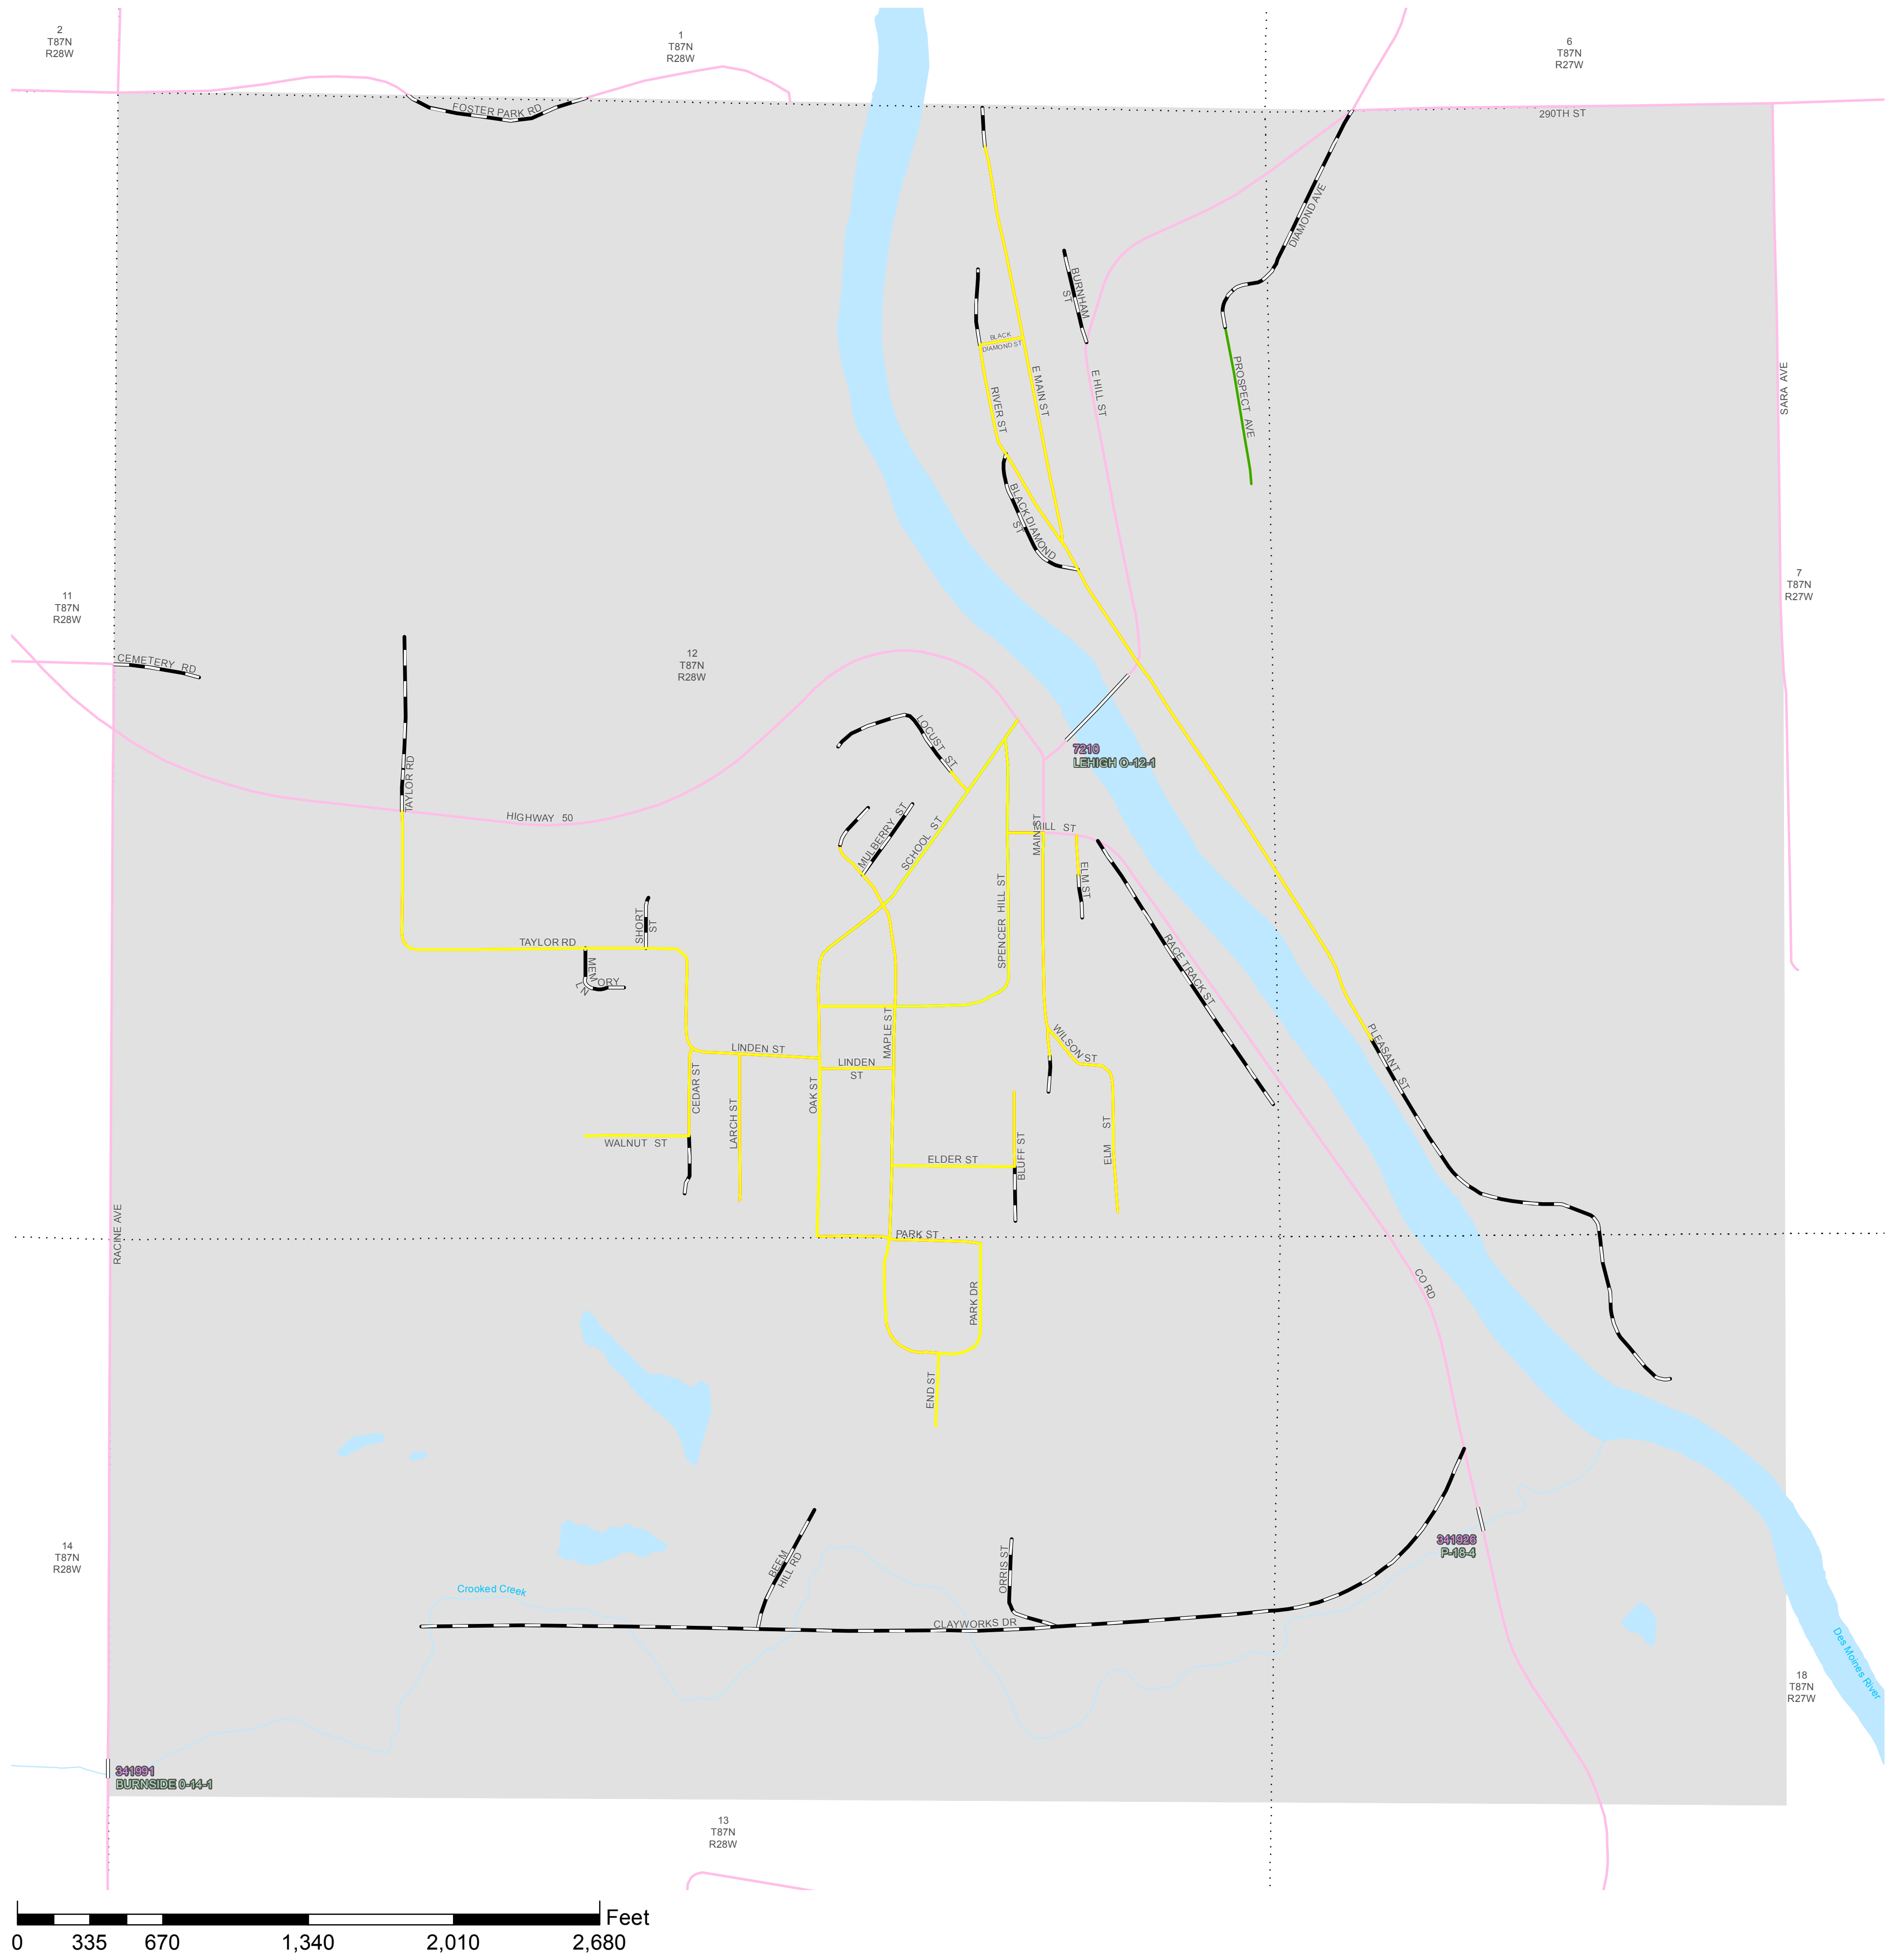 2
T87N
R28W
1
T87N
R28W
6
T87N
R27W
FOSTER PARK RD
290TH ST
DIAMOND AVE
BURNHAM
ST
BLACK
DIAMOND ST
E MAIN ST
E HILL ST
RIVER ST
PROSPECT AVE
SARA AVE
BLACK DIAMOND
ST
11
T87N
R28W
7
T87N
R27W
CEMETERY RD
12
T87N
R28W
LOCUST ST
7210
LEHIGH O-12-1
TAYLOR RD
HIGHWAY 50
MULBERRY ST
SCHOOL ST
MAIN ST
MILL ST
ELM ST
SPENCER HILL ST
SHORT
ST
TAYLOR RD
MEMORY
LN
RACE TRACK ST
MAPLE ST
WILSON ST
PLEASANT ST
LINDEN ST
LINDEN
ST
CEDAR ST
LARCH ST
OAK ST
WALNUT ST
ELDER ST
BLUFF ST
ELM ST
RACINE AVE
PARK ST
PARK DR
CO RD
END ST
14
T87N
R28W
BEEM
HILL RD
ORRIS ST
341926
P-18-4
Crooked Creek
CLAYWORKS DR
Des Moines River
18
T87N
R27W
341991
BURNSIDE 0-14-1
13
T87N
R28W
Feet
0 335 670 1,340 2,010 2,680